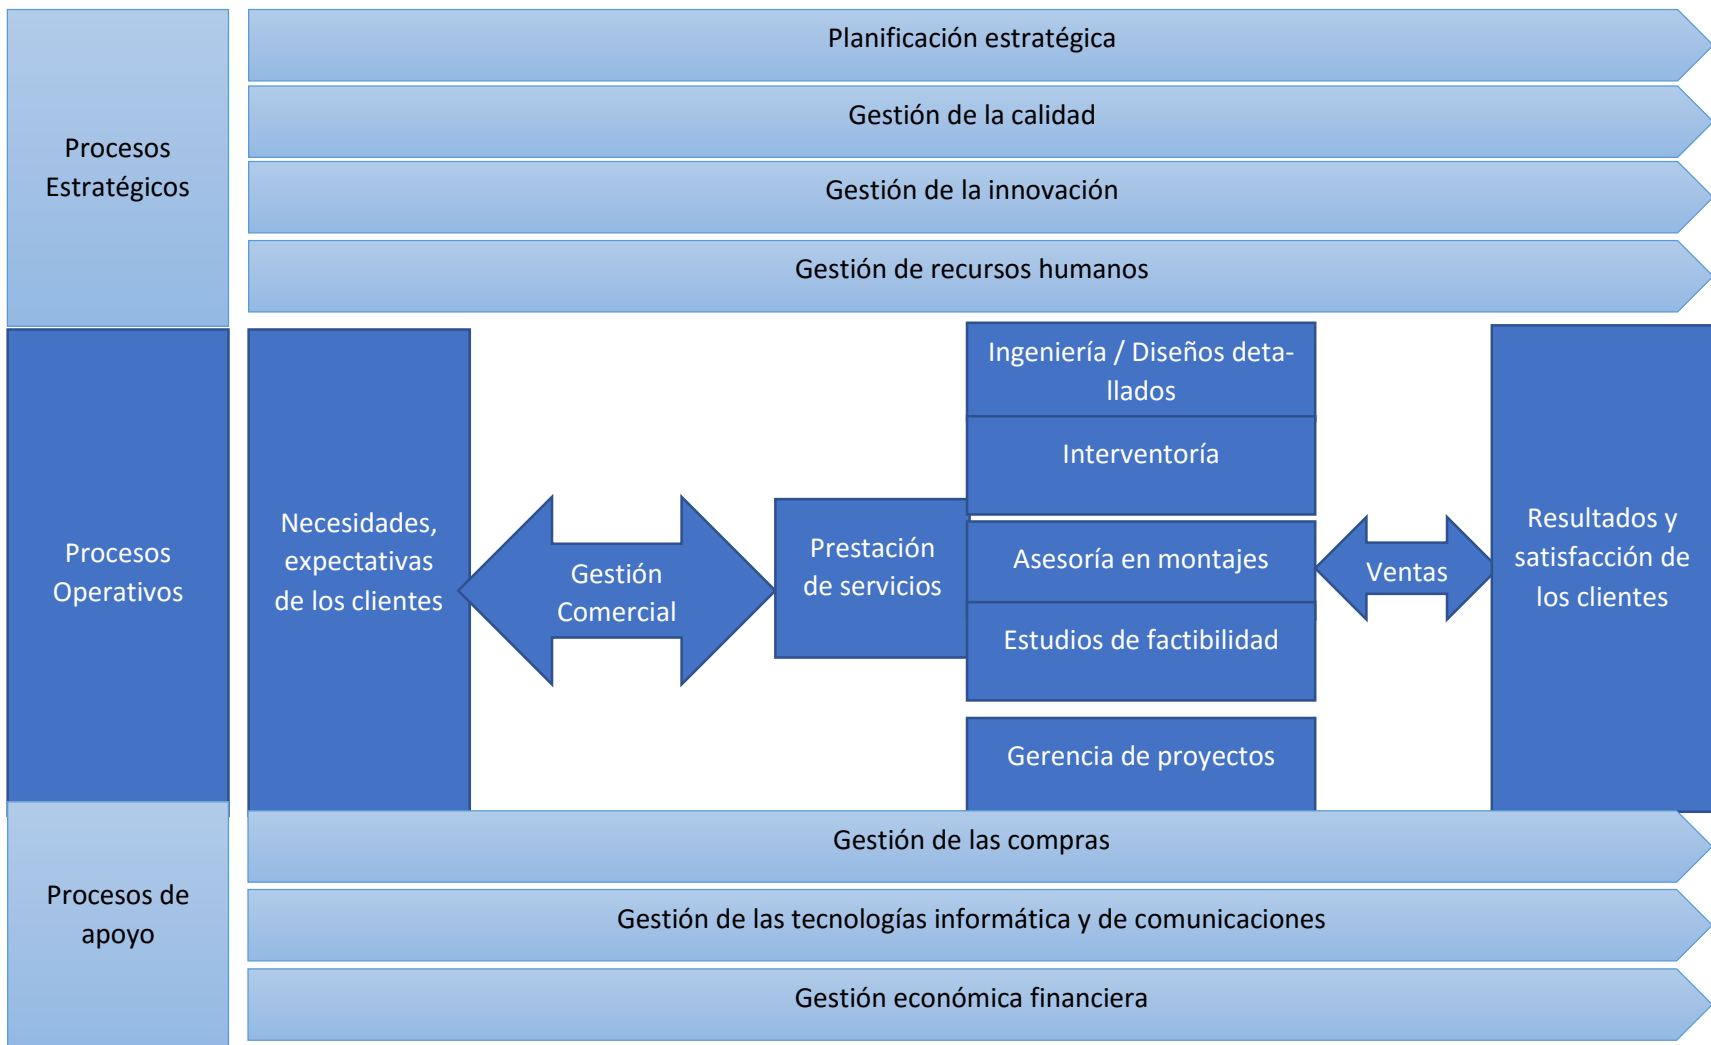 Procesos
Estratégicos
Planificación estratégica
Gestión de la calidad
Gestión de la innovación
Gestión de recursos humanos
Procesos
Operativos
Necesidades,
expectativas
de los clientes
Gestión
Comercial
Prestación
de servicios
Ingeniería / Diseños deta-
llados
Interventoría
Asesoría en montajes
Estudios de factibilidad
Gerencia de proyectos
Ventas
Resultados y
satisfacción de
los clientes
Procesos de
apoyo
Gestión de las compras
Gestión de las tecnologías informática y de comunicaciones
Gestión económica financiera